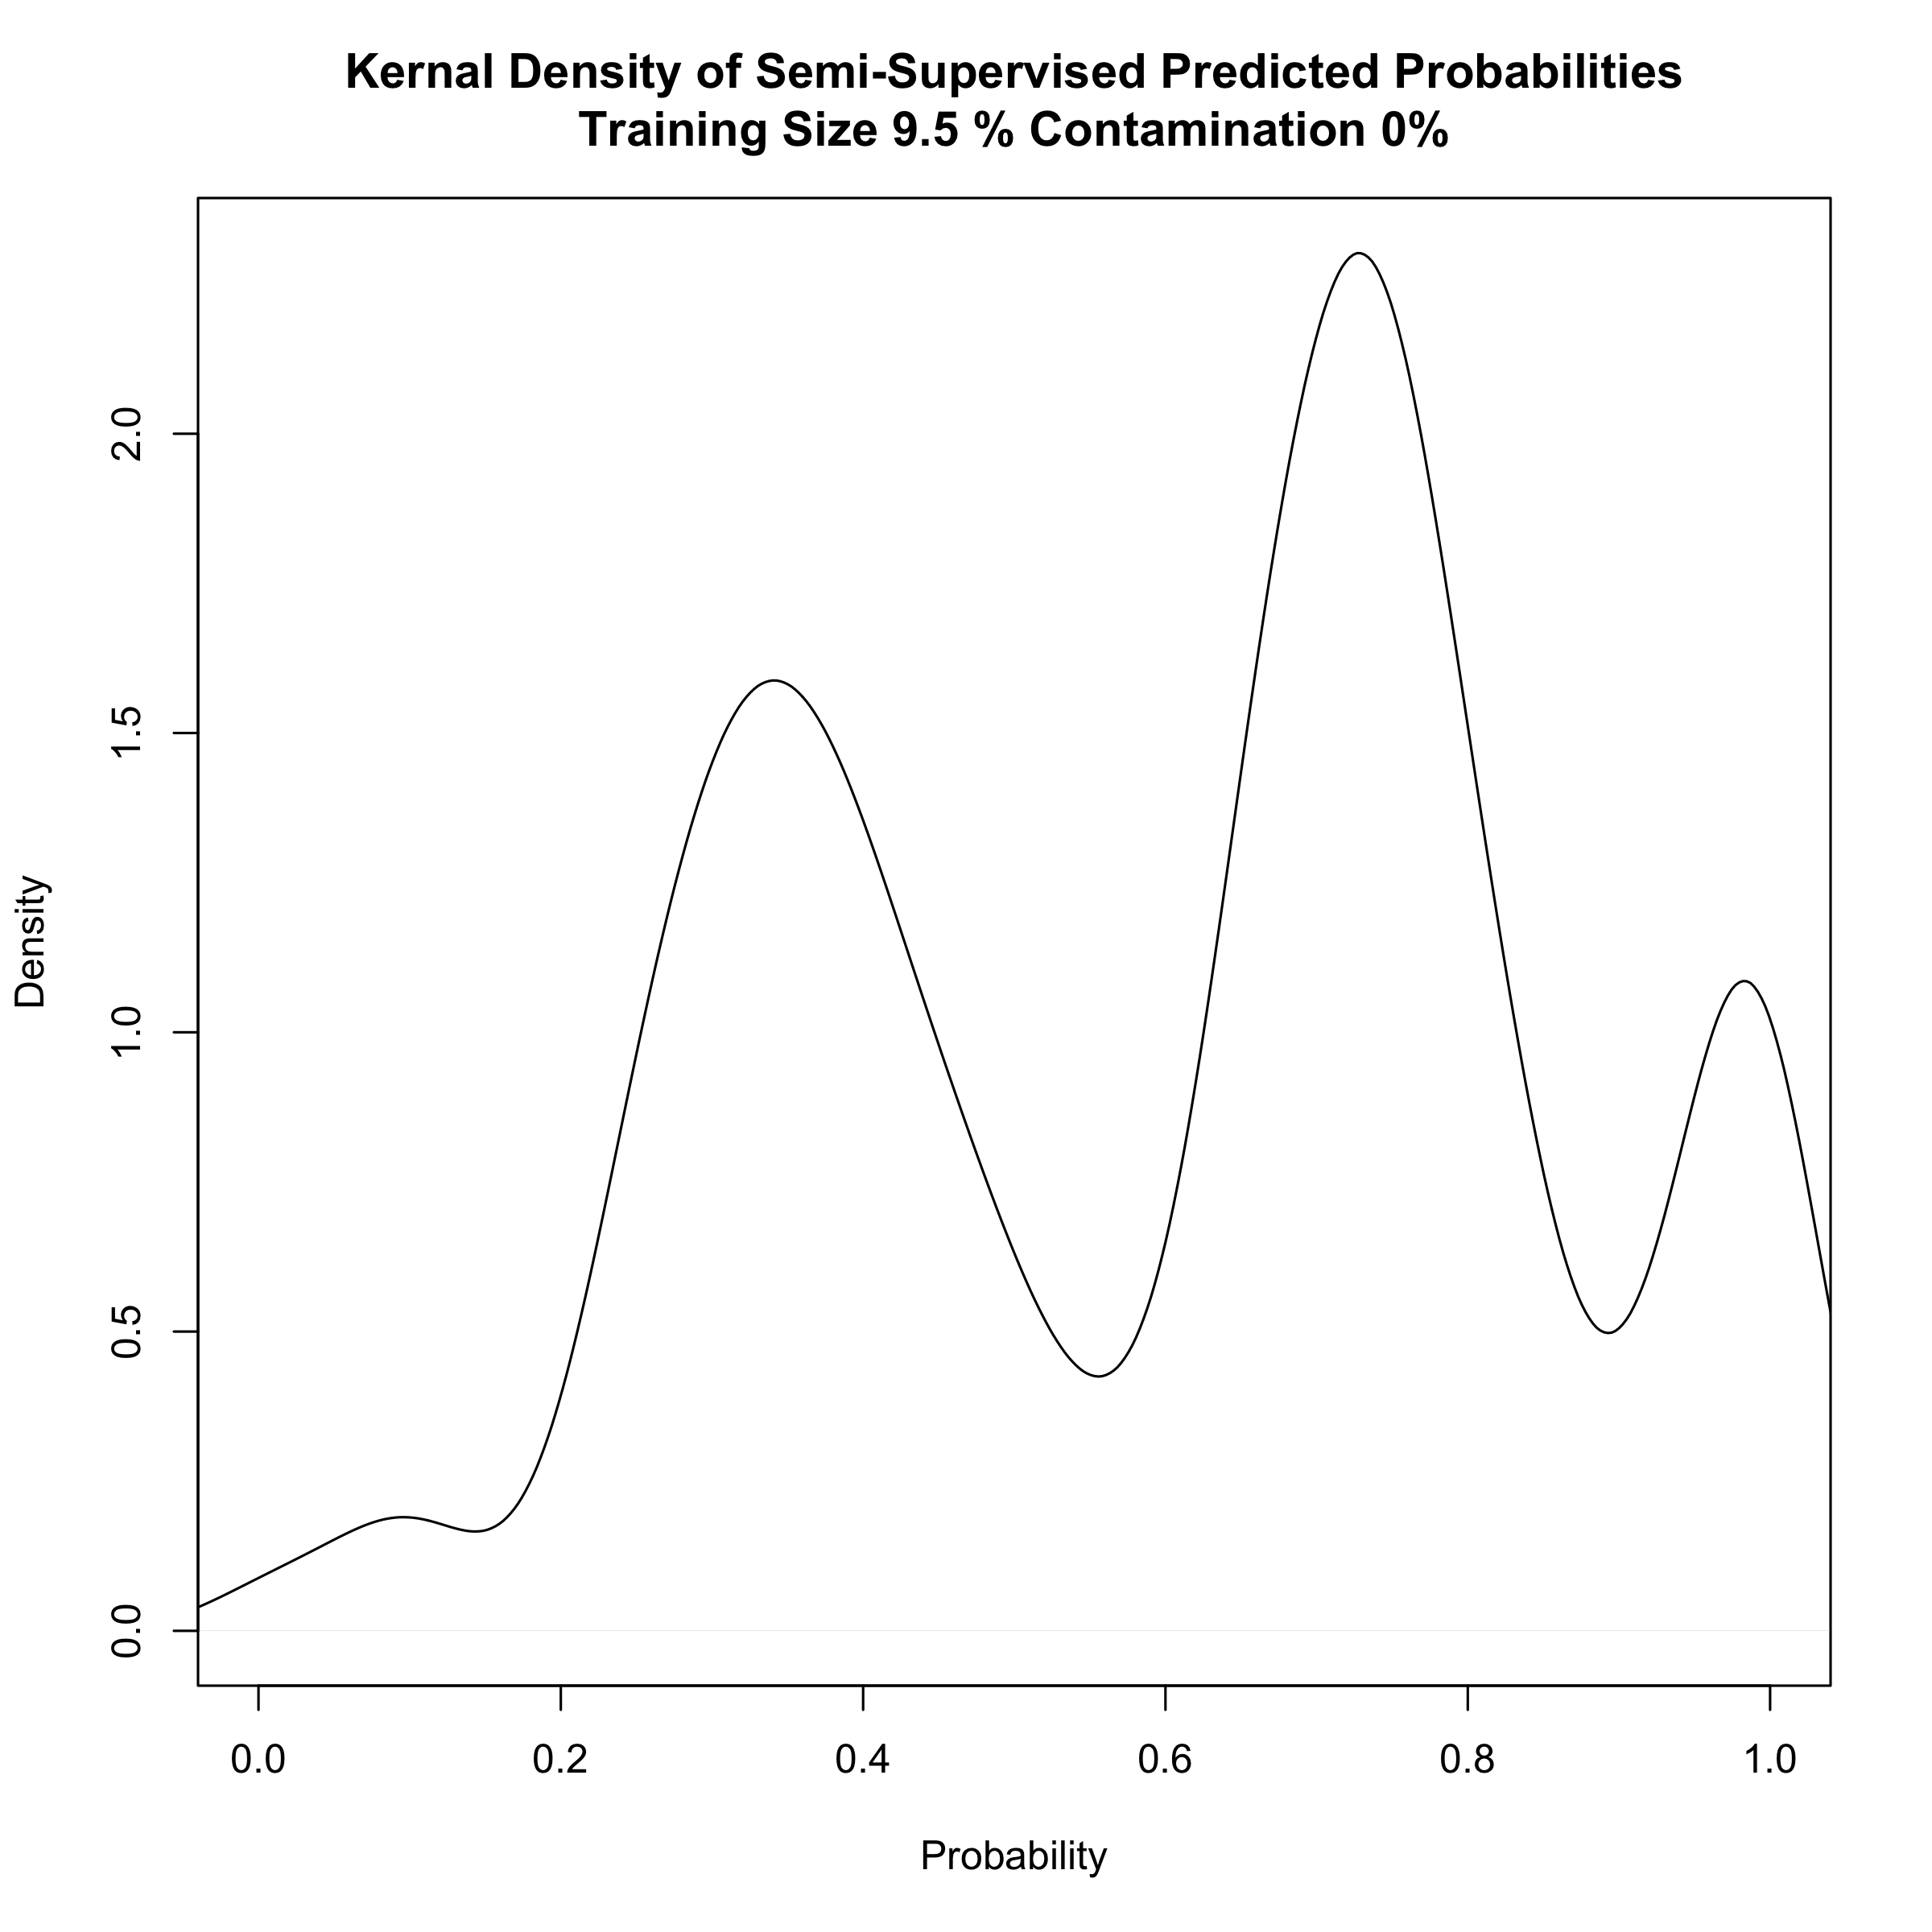 Kernal Density of Semi-Supervised Predicted Probabilities
Training Size 9.5 % Contamination 0%
Density
2.0
1.5
1.0
0.5
0.0
0.0 0.2 0.4 0.6 0.8 1.0
Probability